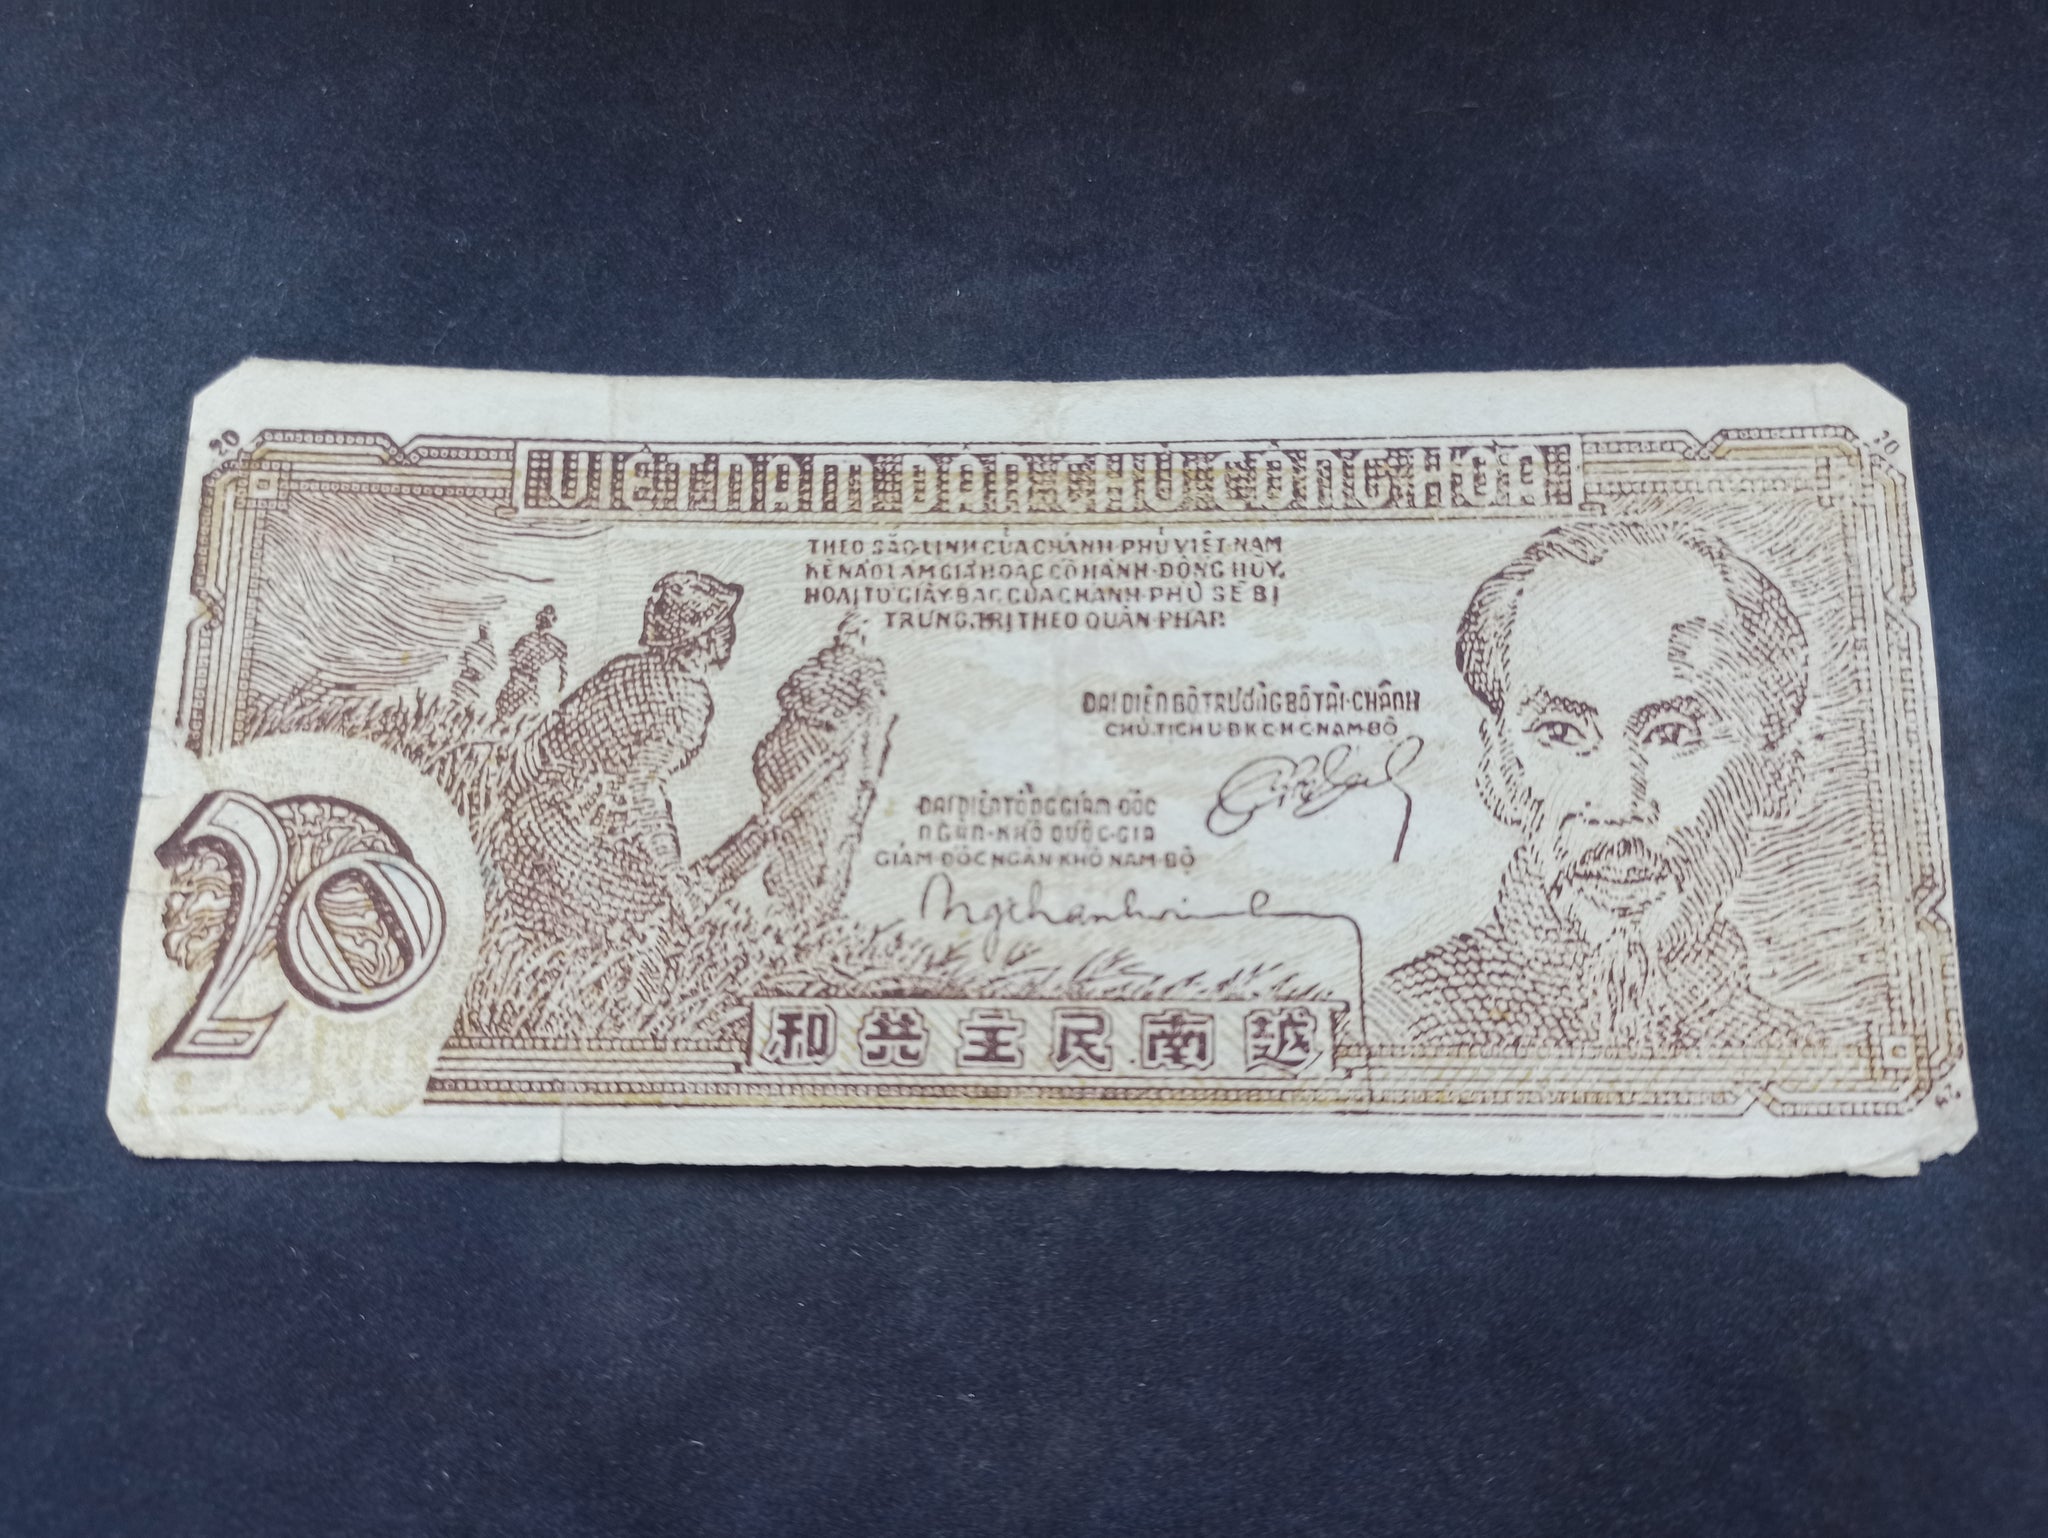 20
20
VIỆT NAM DÂN CHỦ CỘNG HÒA
THEO SẮC-LỊNH CỦA CHÁNH-PHỦ VIỆT NAM
KẺ NÀO LÀM GIẢ HOẶC CÓ HÀNH-ĐỘNG HỦY,
HOẠI TỜ GIẤY-BẠC CỦA CHÁNH-PHỦ SẼ BỊ
TRỪNG-TRỊ THEO QUÂN-PHÁP.
ĐẠI DIỆN BỘ TRƯỞNG BỘ TÀI-CHÁNH
CHỦ-TỊCH U·B·K·C·H·C·NAM-BỘ
ĐẠI DIỆN TỔNG GIÁM-ĐỐC
NGÂN-KHỐ QUỐC-GIA
GIÁM-ĐỐC NGÂN KHỐ NAM-BỘ
20
和共主民南越